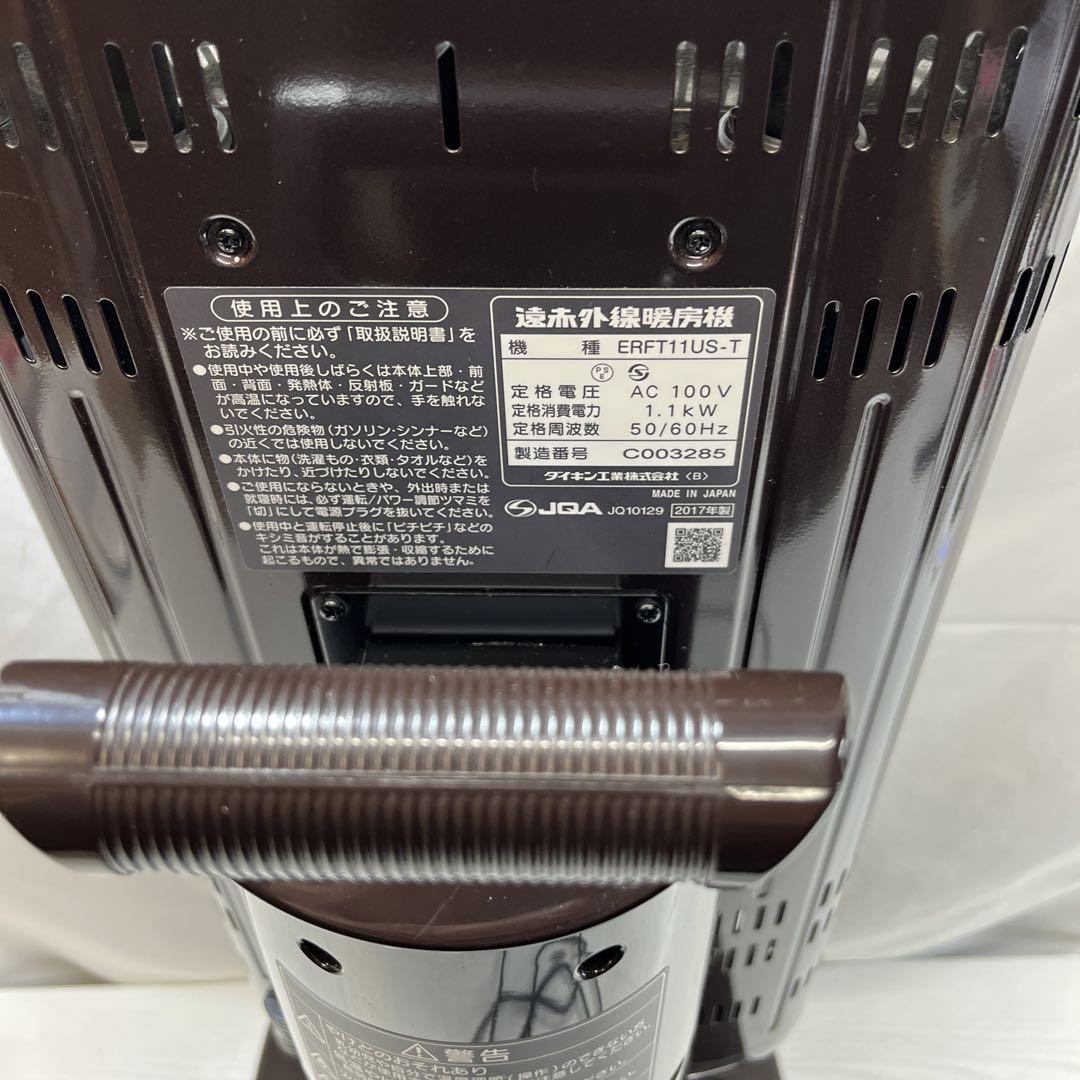 使用上のご注意
※ご使用の前に必ず「取扱説明書」を
お読みください。
●使用中や使用後しばらくは本体上部・前
面・背面・発熱体・反射板・ガードなど
が高温になっていますので、手を触れな
いでください。
●引火性の危険物(ガソリン・シンナーなど)
の近くでは使用しないでください。
●本体に物(洗濯もの・衣類・タオルなど)を
かけたり、近づけたりしないでください。
●ご使用にならないときや、外出時または
就寝時には、必ず運転/パワー調節ツマミを
「切」にして電源プラグを抜いてください。
●使用中と運転停止後に「ピチピチ」などの
キシミ音がすることがあります。
これは本体が熱で膨張・収縮するために
起こるもので、異常ではありません。
遠赤外線暖房機
機種 ERFT11US-T
PS E
定格電圧 AC 100V
定格消費電力 1.1kW
定格周波数 50/60Hz
製造番号 C003285
ダイキン工業株式会社〈B〉
MADE IN JAPAN
JQA JQ10129 2017年製
警告
やけどのおそれあり